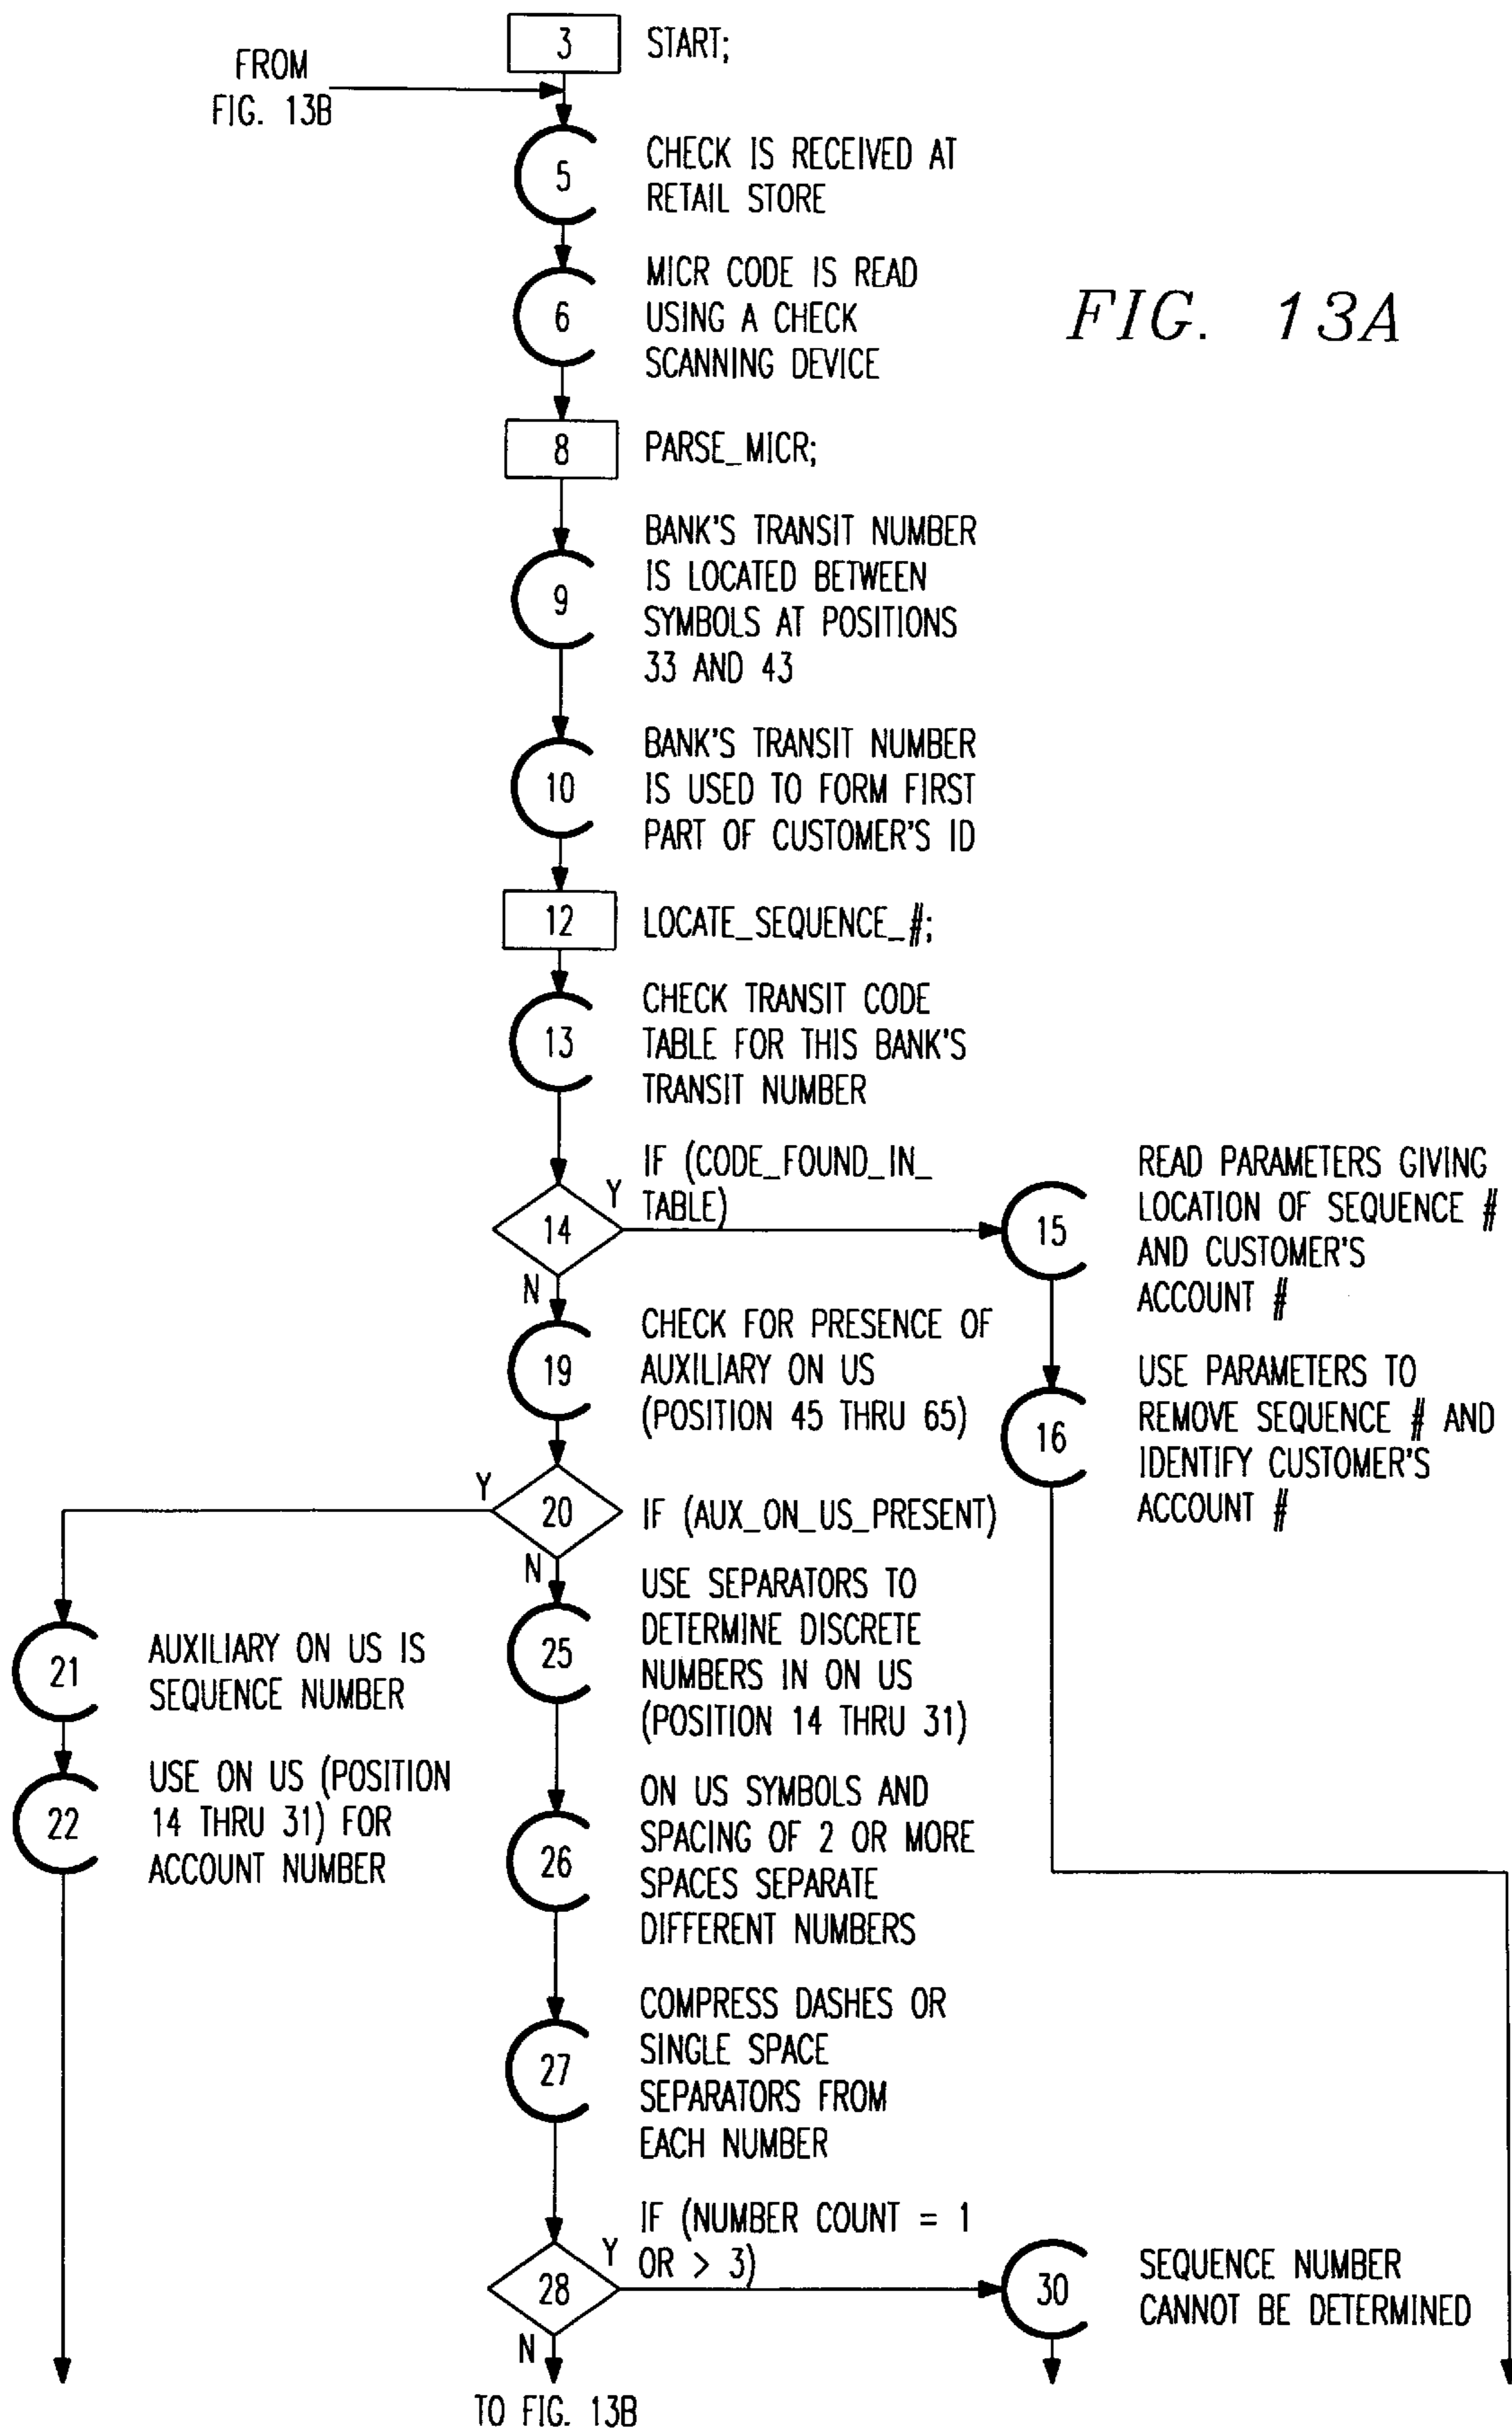 3 START;
FROM
FIG. 13B
5 CHECK IS RECEIVED AT
RETAIL STORE
6 MICR CODE IS READ
USING A CHECK
SCANNING DEVICE
FIG. 13A
8 PARSE_MICR;
9 BANK'S TRANSIT NUMBER
IS LOCATED BETWEEN
SYMBOLS AT POSITIONS
33 AND 43
10 BANK'S TRANSIT NUMBER
IS USED TO FORM FIRST
PART OF CUSTOMER'S ID
12 LOCATE_SEQUENCE_#;
13 CHECK TRANSIT CODE
TABLE FOR THIS BANK'S
TRANSIT NUMBER
14 Y IF (CODE_FOUND_IN_
TABLE)
N
15 READ PARAMETERS GIVING
LOCATION OF SEQUENCE #
AND CUSTOMER'S
ACCOUNT #
16 USE PARAMETERS TO
REMOVE SEQUENCE # AND
IDENTIFY CUSTOMER'S
ACCOUNT #
19 CHECK FOR PRESENCE OF
AUXILIARY ON US
(POSITION 45 THRU 65)
Y 20 IF (AUX_ON_US_PRESENT)
N
21 AUXILIARY ON US IS
SEQUENCE NUMBER
22 USE ON US (POSITION
14 THRU 31) FOR
ACCOUNT NUMBER
25 USE SEPARATORS TO
DETERMINE DISCRETE
NUMBERS IN ON US
(POSITION 14 THRU 31)
26 ON US SYMBOLS AND
SPACING OF 2 OR MORE
SPACES SEPARATE
DIFFERENT NUMBERS
27 COMPRESS DASHES OR
SINGLE SPACE
SEPARATORS FROM
EACH NUMBER
28 Y IF (NUMBER COUNT = 1
OR > 3)
N
30 SEQUENCE NUMBER
CANNOT BE DETERMINED
TO FIG. 13B